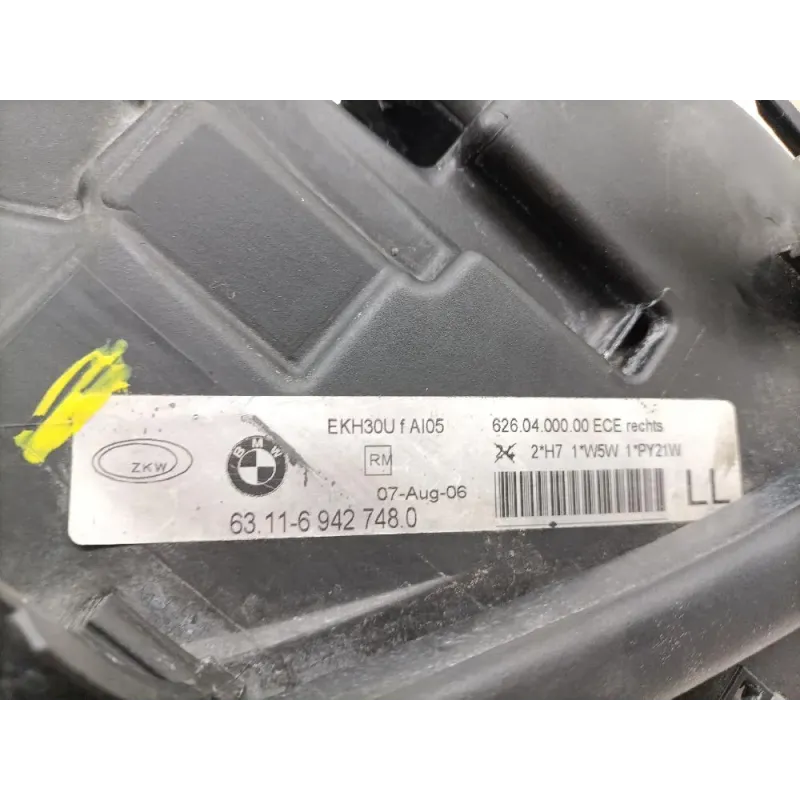 EKH30U f AI05 626.04.000.00 ECE rechts
ZKW BMW RM 2*H7 1*W5W 1*PY21W
07-Aug-06 LL
63.11-6 942 748.0